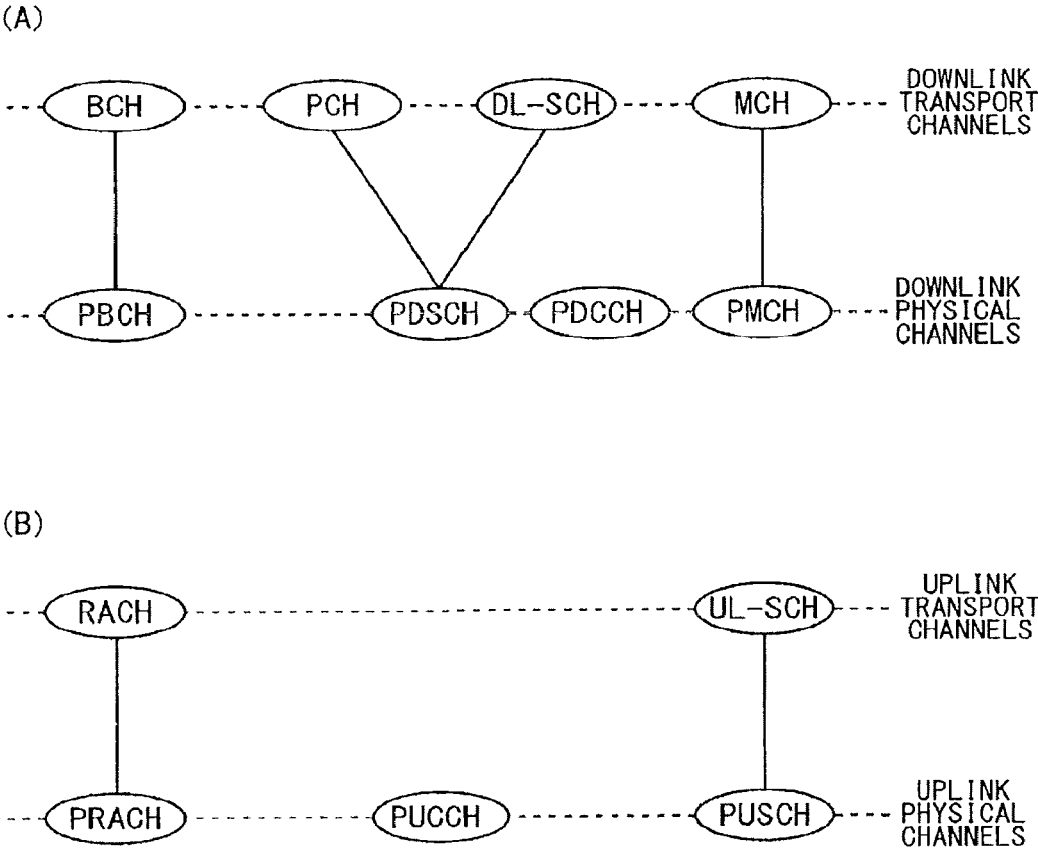 (A)
BCH
PCH
DL-SCH
MCH
DOWNLINK
TRANSPORT
CHANNELS
PBCH
PDSCH
PDCCH
PMCH
DOWNLINK
PHYSICAL
CHANNELS
(B)
RACH
UL-SCH
UPLINK
TRANSPORT
CHANNELS
PRACH
PUCCH
PUSCH
UPLINK
PHYSICAL
CHANNELS